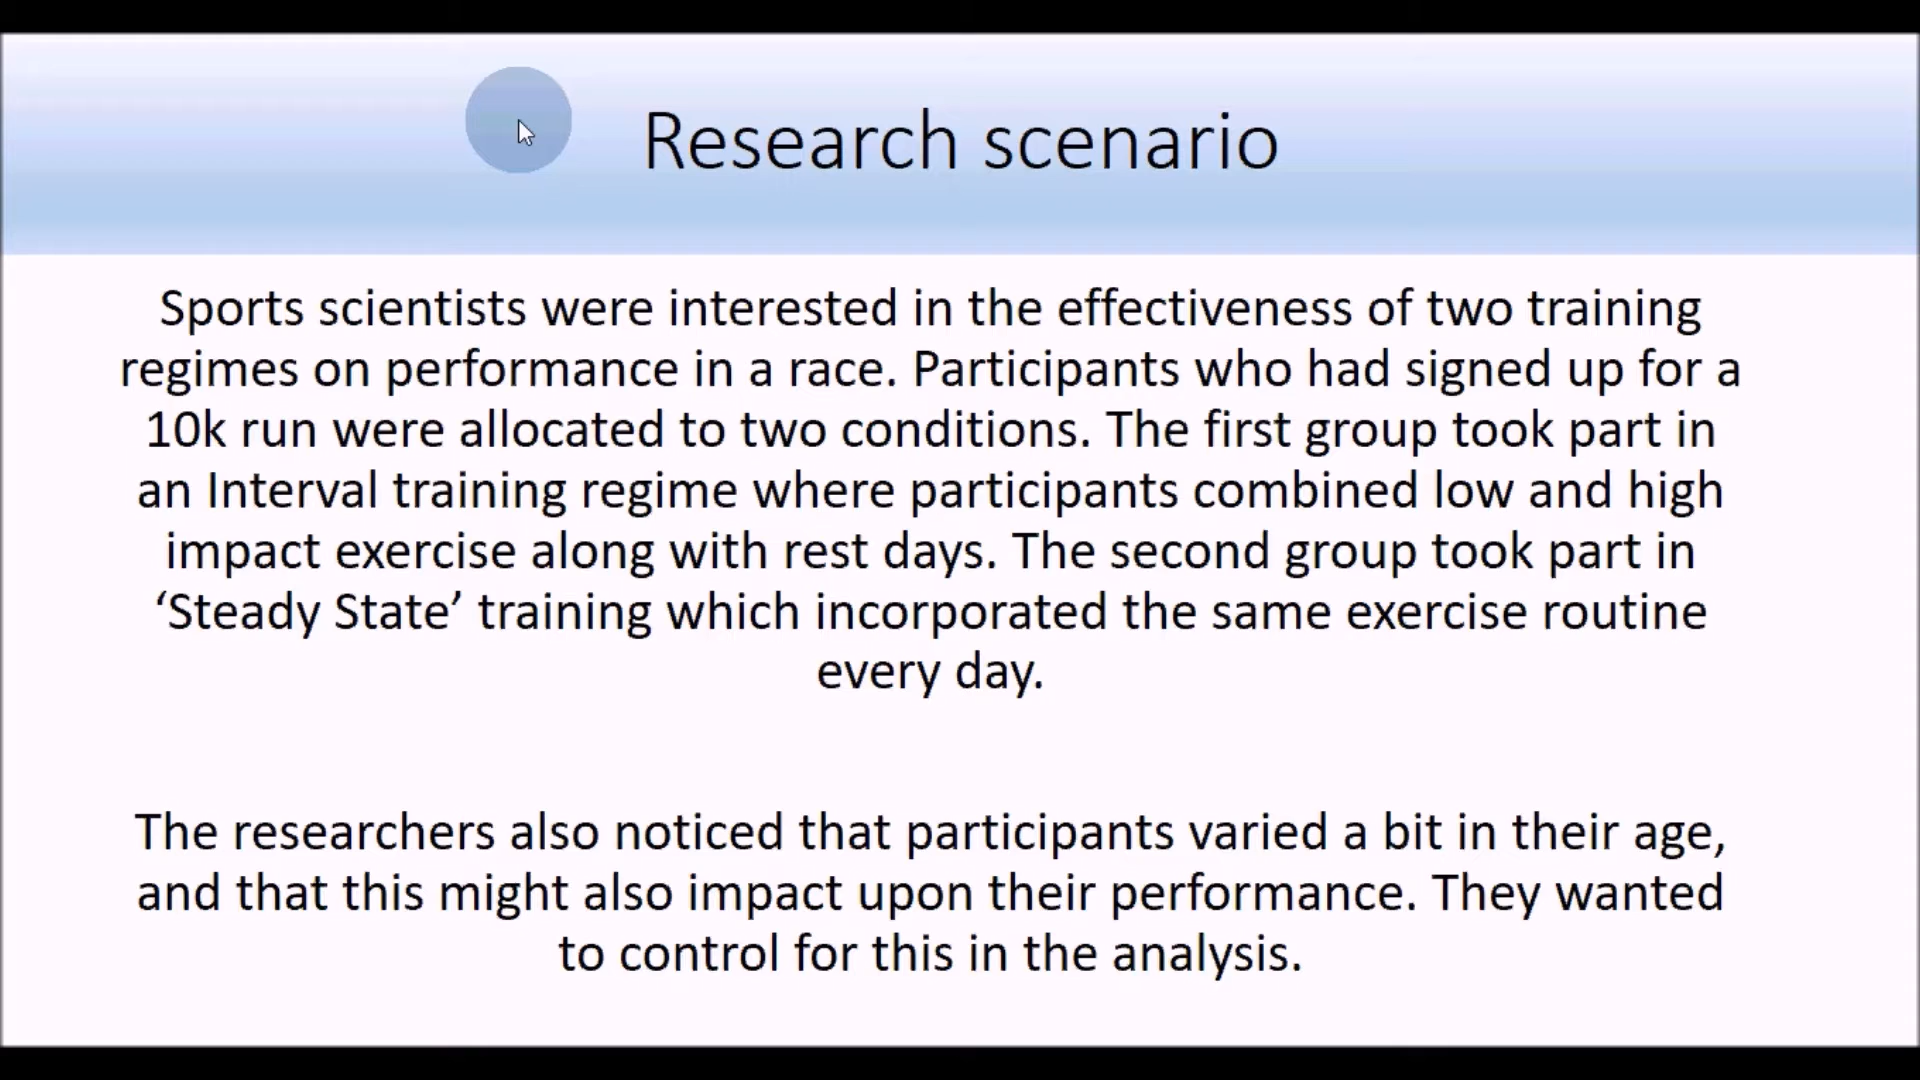 Research scenario
Sports scientists were interested in the effectiveness of two training
regimes on performance in a race. Participants who had signed up for a
10k run were allocated to two conditions. The first group took part in
an Interval training regime where participants combined low and high
impact exercise along with rest days. The second group took part in
‘Steady State’ training which incorporated the same exercise routine
every day.
The researchers also noticed that participants varied a bit in their age,
and that this might also impact upon their performance. They wanted
to control for this in the analysis.